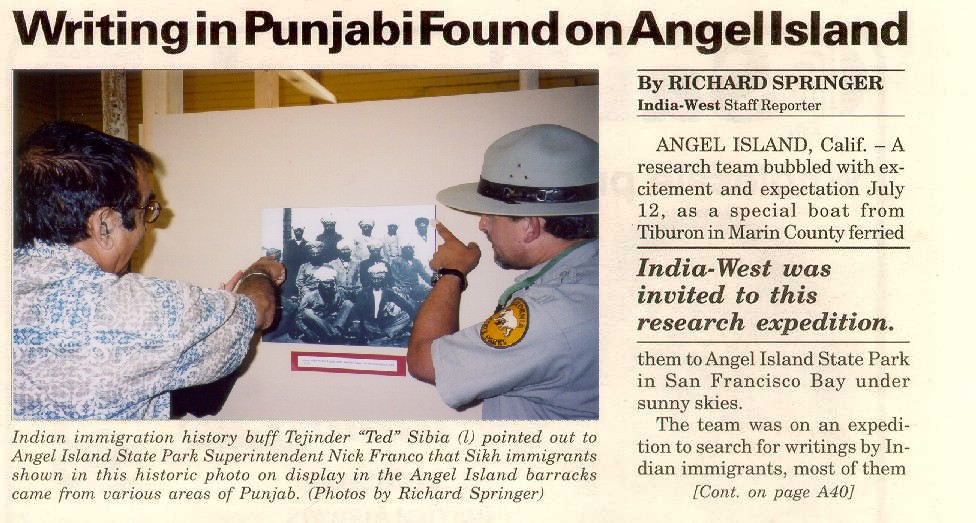 Writing in Punjabi Found on Angel Island
By RICHARD SPRINGER
India-West Staff Reporter
ANGEL ISLAND, Calif. – A
research team bubbled with ex-
citement and expectation July
12, as a special boat from
Tiburon in Marin County ferried
India-West was
invited to this
research expedition.
them to Angel Island State Park
in San Francisco Bay under
sunny skies.
The team was on an expedi-
tion to search for writings by In-
dian immigrants, most of them
[Cont. on page A40]
Indian immigration history buff Tejinder “Ted” Sibia (l) pointed out to
Angel Island State Park Superintendent Nick Franco that Sikh immigrants
shown in this historic photo on display in the Angel Island barracks
came from various areas of Punjab. (Photos by Richard Springer)